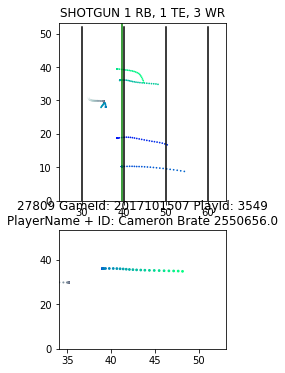 SHOTGUN 1 RB, 1 TE, 3 WR
50
40
30
20
10
0
30 40 50 60
27809 GameId: 2017101507 PlayId: 3549
PlayerName + ID: Cameron Brate 2550656.0
40
20
0
35 40 45 50